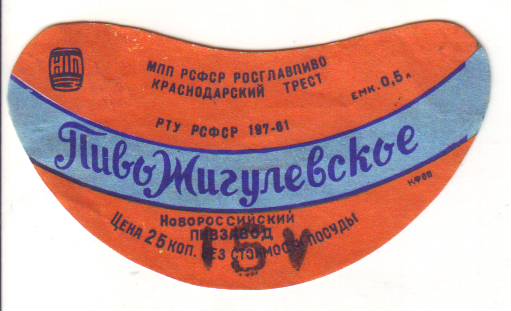 НПП
МПП РСФСР РОСГЛАВПИВО
КРАСНОДАРСКИЙ ТРЕСТ
ЕМК. 0,5 л
РТУ РСФСР 197-61
Пиво Жигулевское
НОВОРОССИЙСКИЙ
ПИВЗАВОД
ЦЕНА 25 КОП. БЕЗ СТОИМОСТИ ПОСУДЫ